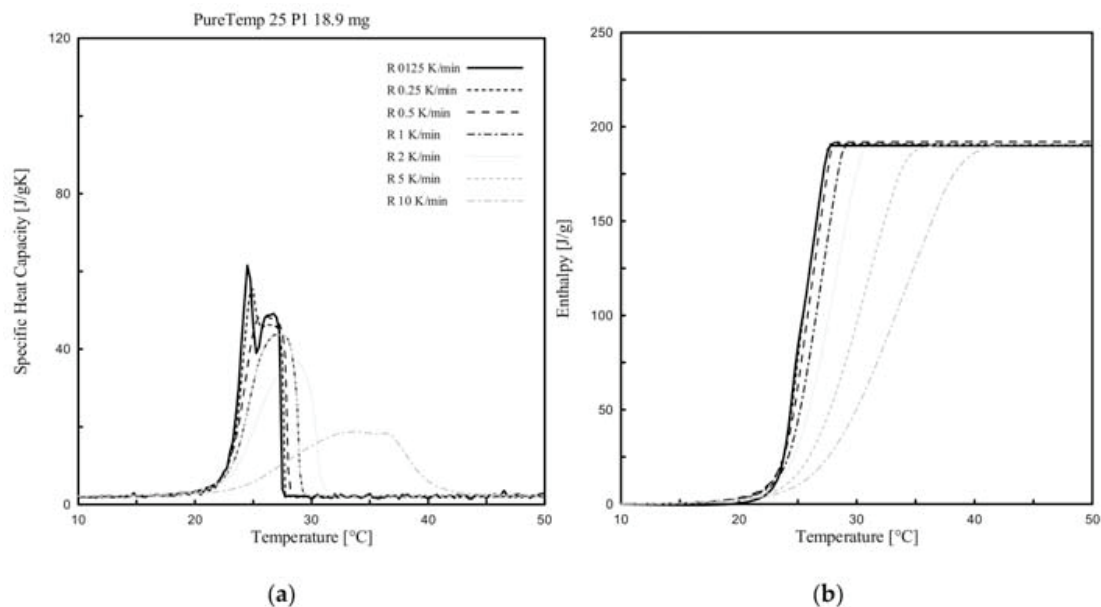 PureTemp 25 P1 18.9 mg
120
80
40
0
10
20
30
40
50
Specific Heat Capacity [J/gK]
Temperature [°C]
R 0125 K/min
R 0.25 K/min
R 0.5 K/min
R 1 K/min
R 2 K/min
R 5 K/min
R 10 K/min
(a)
250
200
150
100
50
0
10
20
30
40
50
Enthalpy [J/g]
Temperature [°C]
(b)